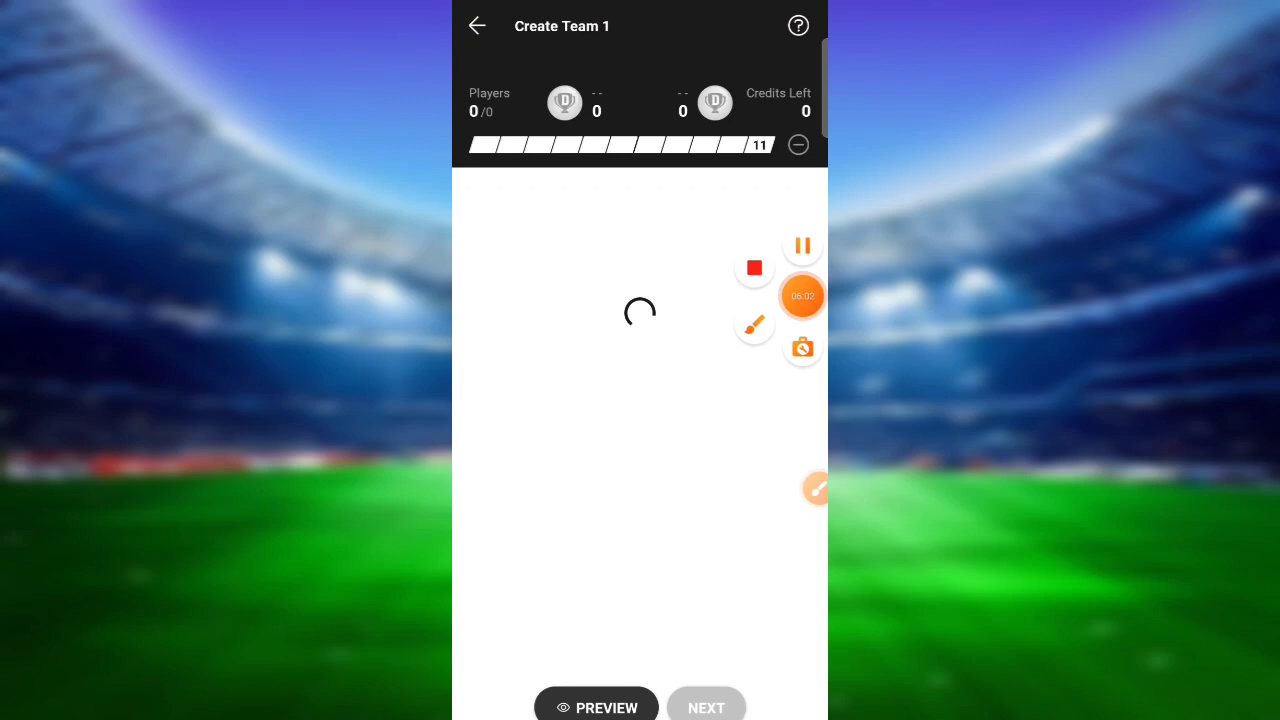 Create Team 1
Players
0 /0
D
- -
0
- -
0
D
Credits Left
0
11
06:02
PREVIEW
NEXT